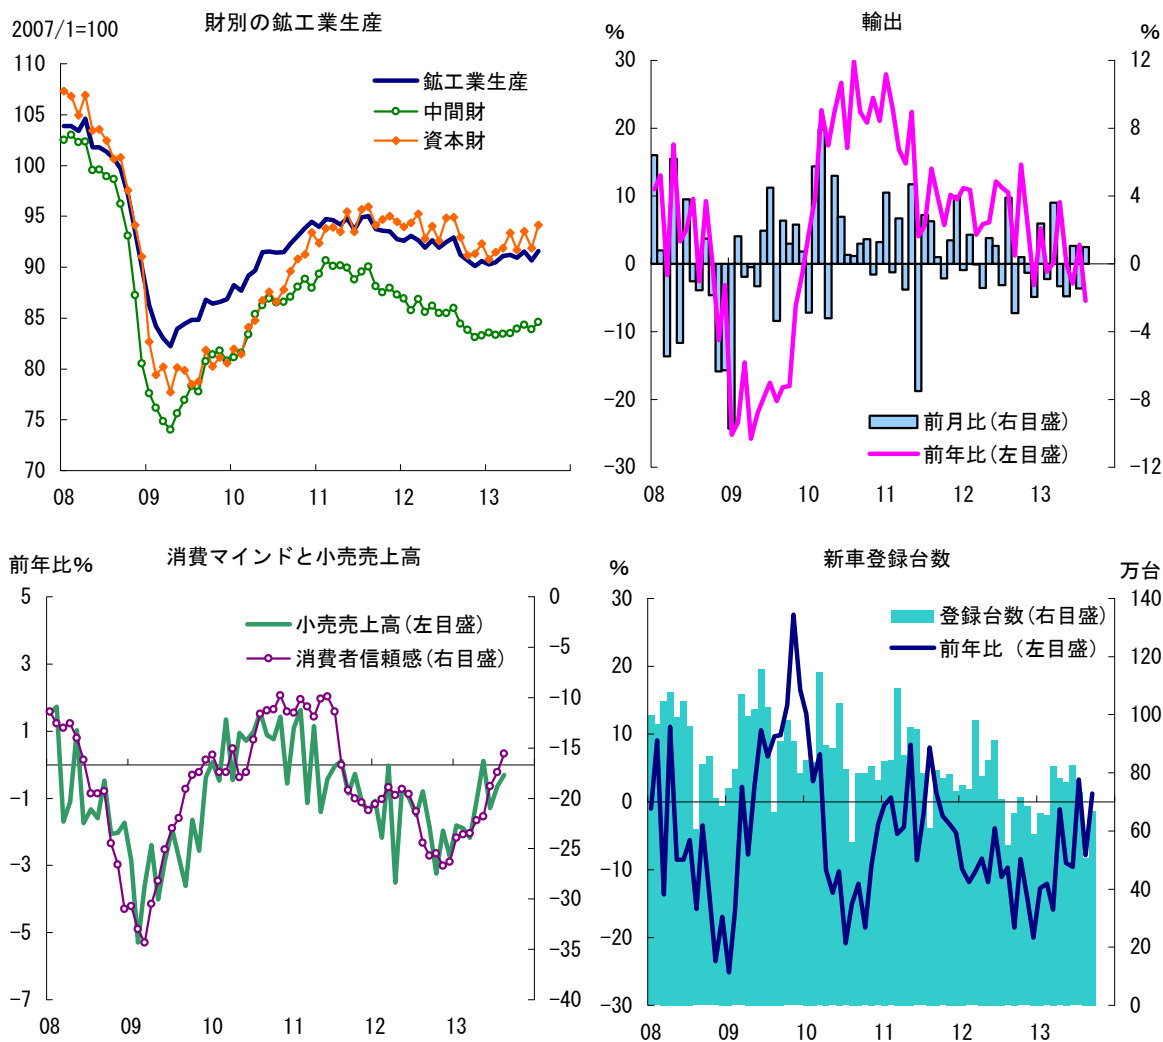 財別の鉱工業生産
2007/1=100
110
105
100
95
90
85
80
75
70
鉱工業生産
中間財
資本財
08 09 10 11 12 13
輸出
% %
30
20
10
0
-10
-20
-30
12
8
4
0
-4
-8
-12
前月比(右目盛)
前年比(左目盛)
08 09 10 11 12 13
消費マインドと小売売上高
前年比%
5
3
1
-1
-3
-5
-7
0
-5
-10
-15
-20
-25
-30
-35
-40
小売売上高(左目盛)
消費者信頼感(右目盛)
08 09 10 11 12 13
新車登録台数
% 万台
30
20
10
0
-10
-20
-30
140
120
100
80
60
40
20
0
登録台数(右目盛)
前年比 (左目盛)
08 09 10 11 12 13